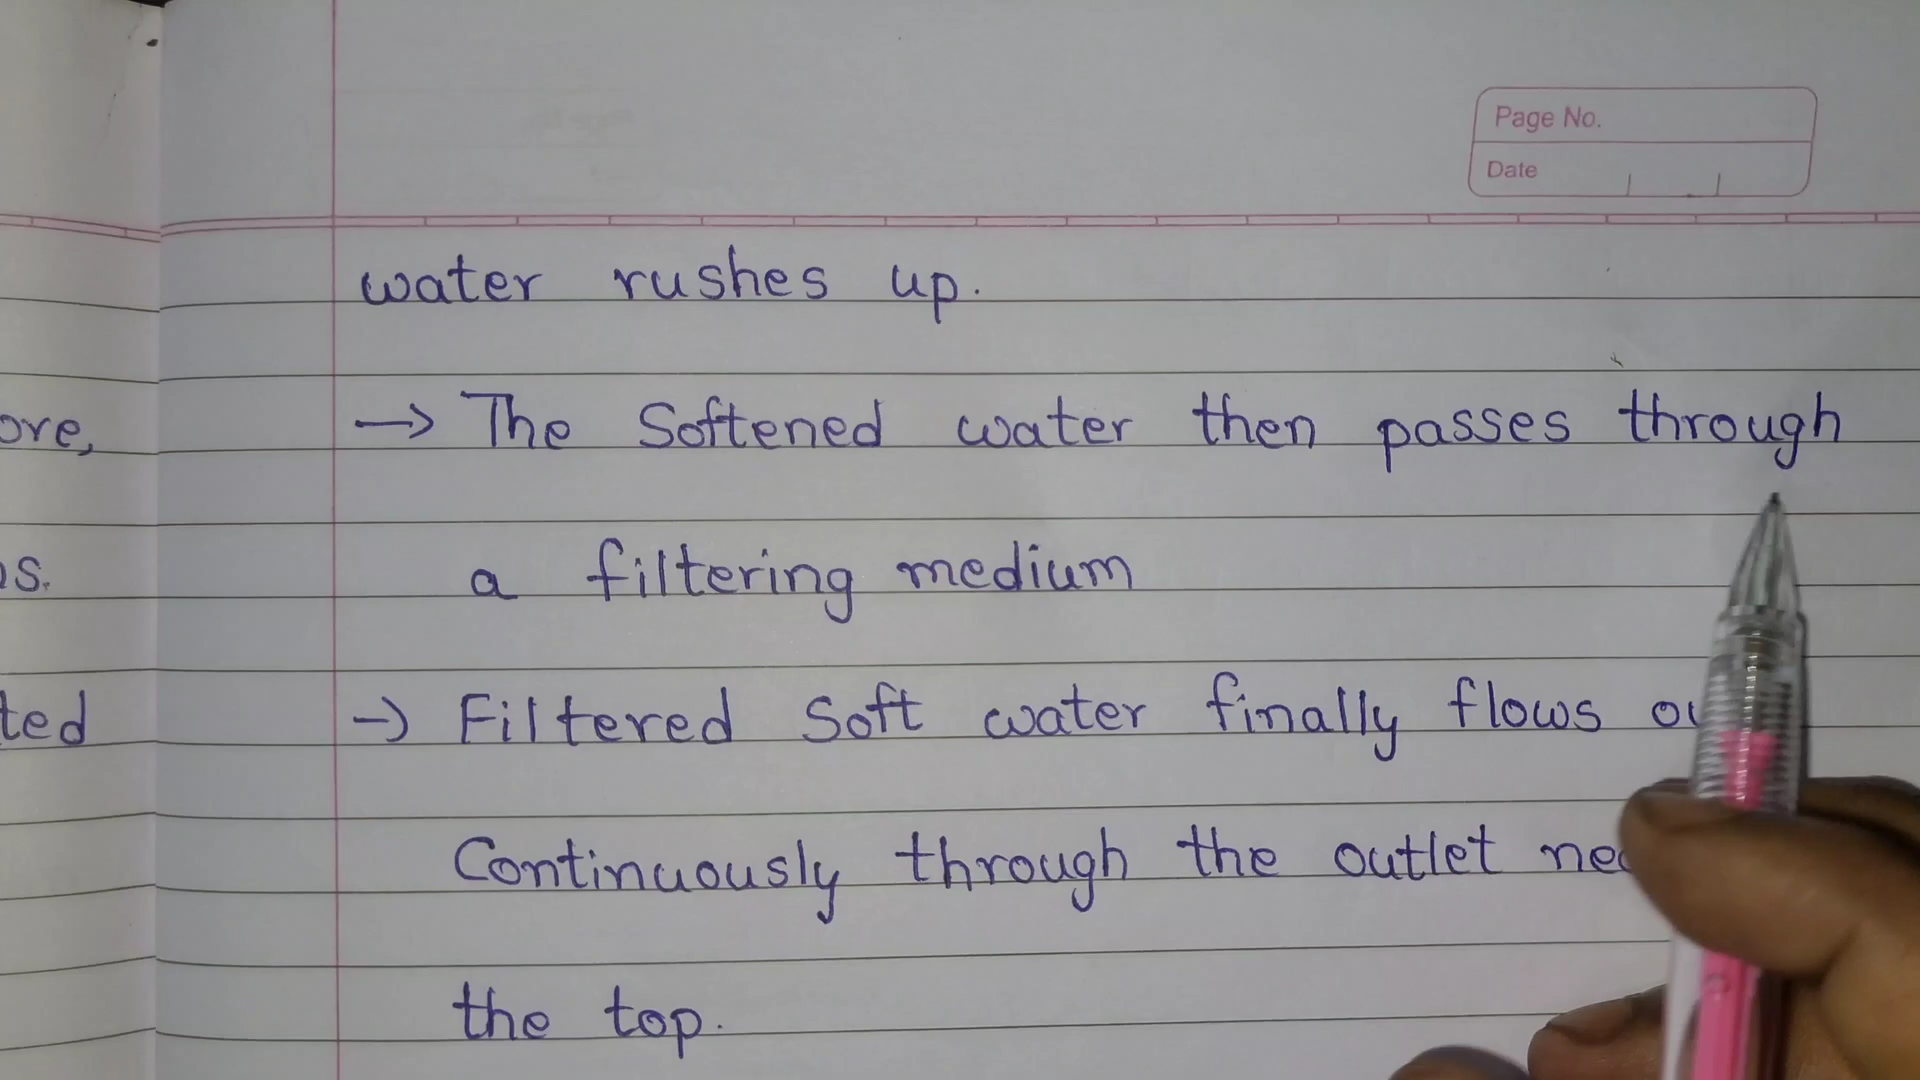 Page No.
Date
water rushes up.
ore,
→ The Softened water then passes through
s.
a filtering medium
ted
→ Filtered Soft water finally flows
Continuously through the outlet
the top.